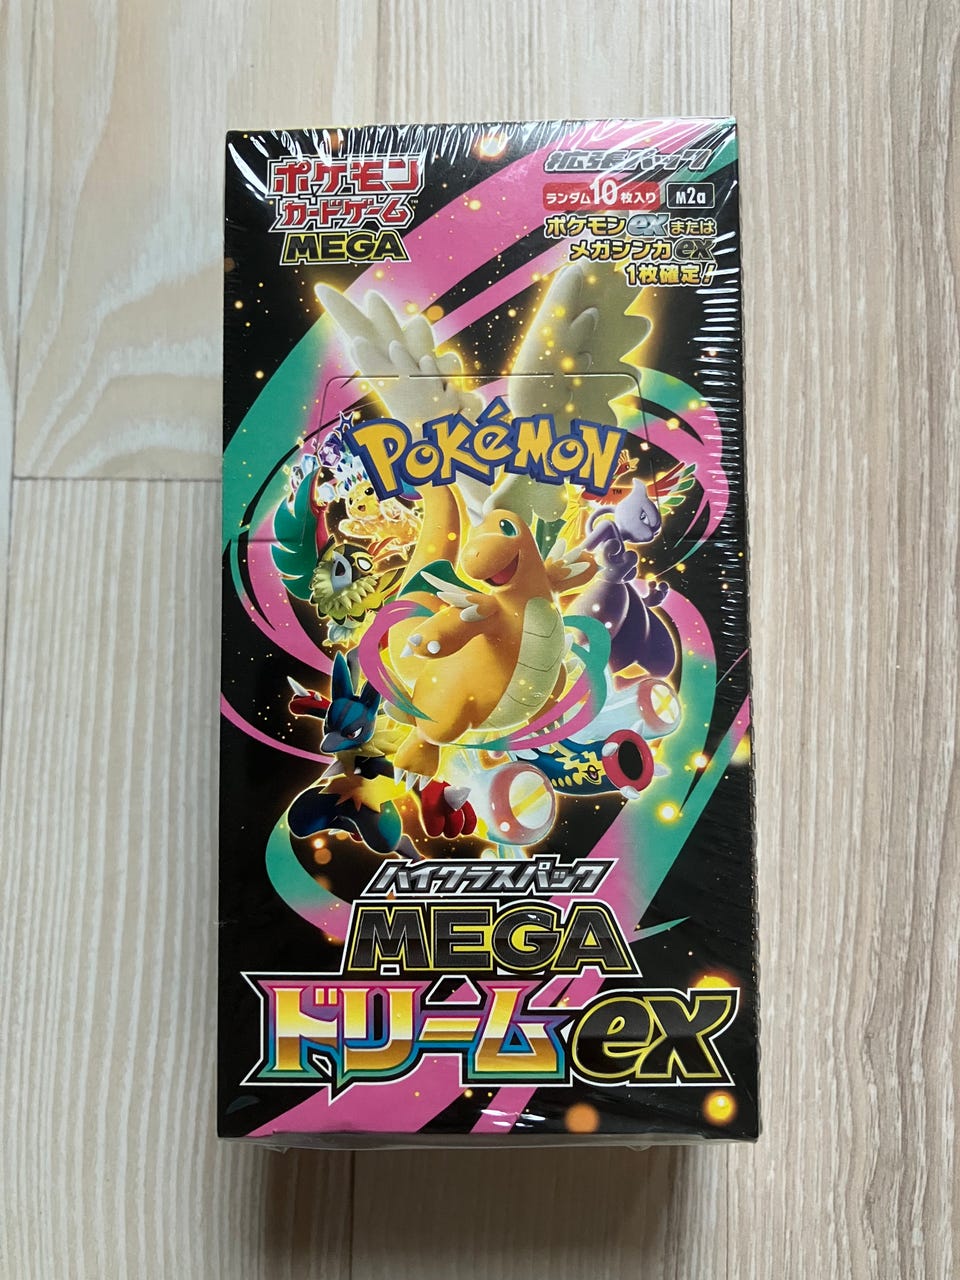 ポケモン
カードゲーム™
MEGA
拡張パック
ランダム10枚入り M2a
ポケモンexまたは
メガシンカex
1枚確定!
POKéMON™
ハイクラスパック
MEGA
ドリームex